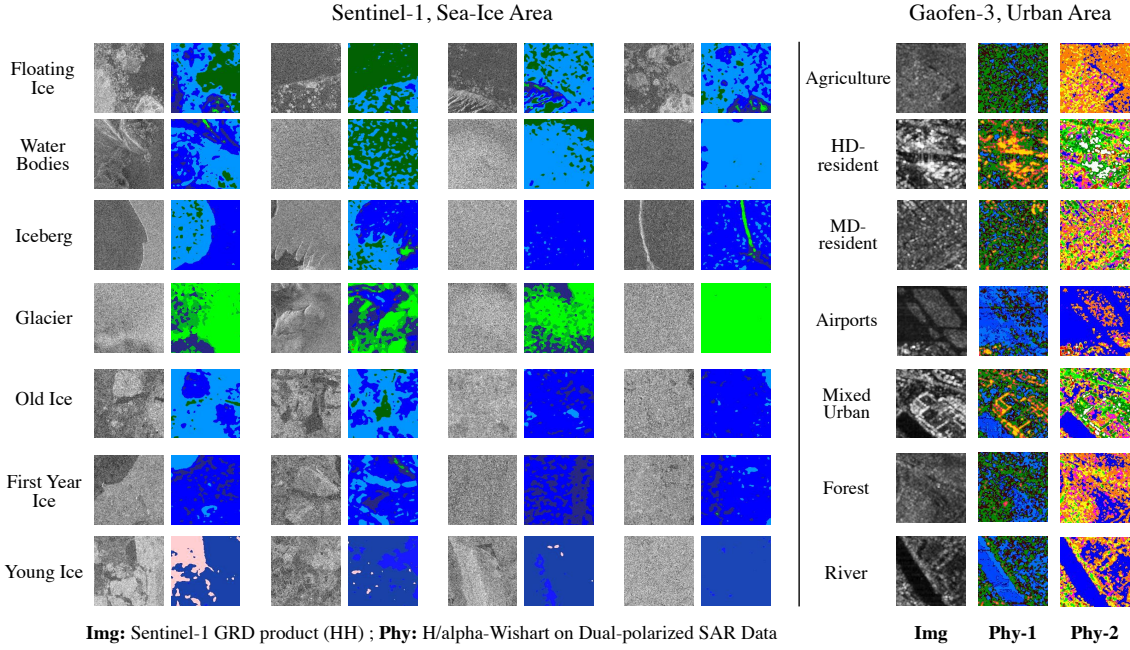 Sentinel-1, Sea-Ice Area
Gaofen-3, Urban Area
Floating
Ice
Agriculture
Water
Bodies
HD-
resident
Iceberg
MD-
resident
Glacier
Airports
Old Ice
Mixed
Urban
First Year
Ice
Forest
Young Ice
River
Img: Sentinel-1 GRD product (HH) ; Phy: H/alpha-Wishart on Dual-polarized SAR Data
Img Phy-1 Phy-2